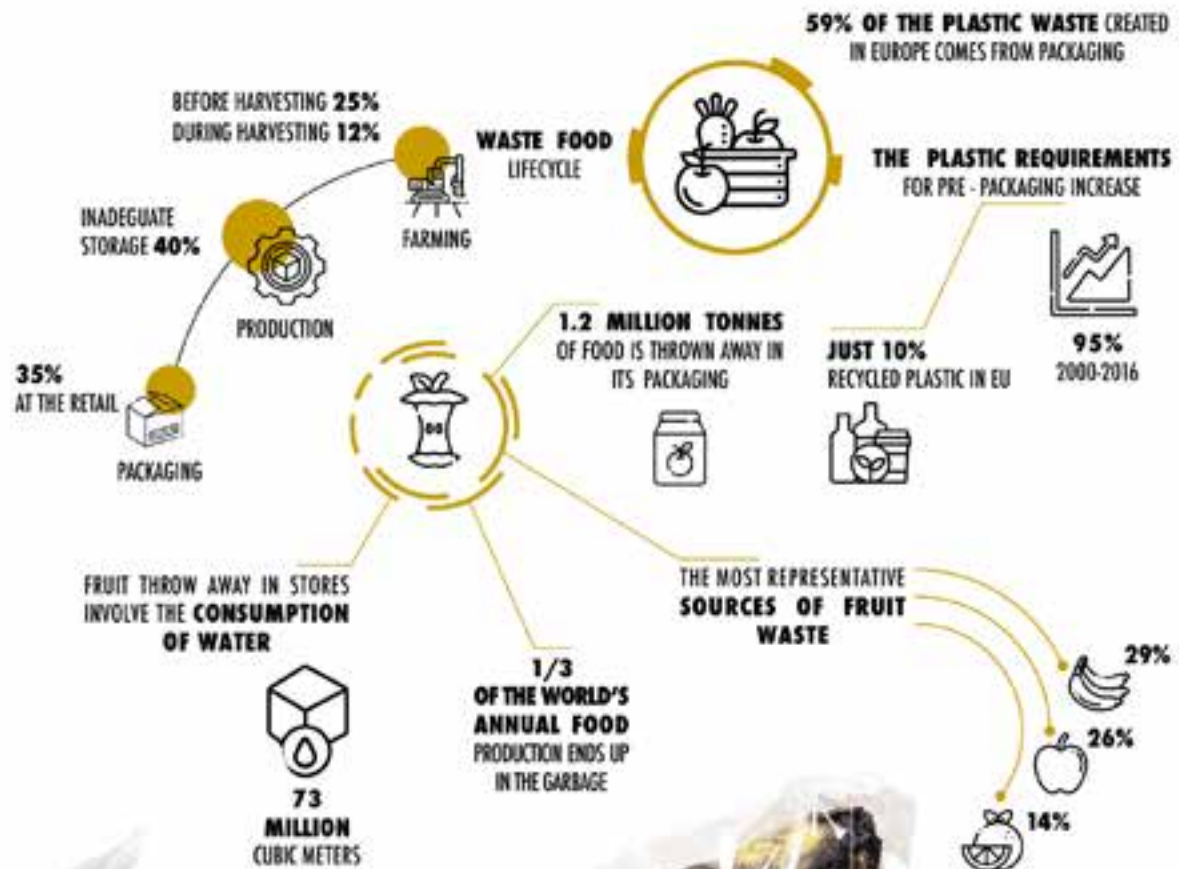 59% OF THE PLASTIC WASTE CREATED
IN EUROPE COMES FROM PACKAGING
BEFORE HARVESTING 25%
DURING HARVESTING 12%
WASTE FOOD
LIFECYCLE
FARMING
THE PLASTIC REQUIREMENTS
FOR PRE - PACKAGING INCREASE
95%
2000-2016
INADEGUATE
STORAGE 40%
PRODUCTION
35%
AT THE RETAIL
PACKAGING
1.2 MILLION TONNES
OF FOOD IS THROWN AWAY IN
ITS PACKAGING
JUST 10%
RECYCLED PLASTIC IN EU
FRUIT THROW AWAY IN STORES
INVOLVE THE CONSUMPTION
OF WATER
73
MILLION
CUBIC METERS
1/3
OF THE WORLD'S
ANNUAL FOOD
PRODUCTION ENDS UP
IN THE GARBAGE
THE MOST REPRESENTATIVE
SOURCES OF FRUIT
WASTE
29%
26%
14%